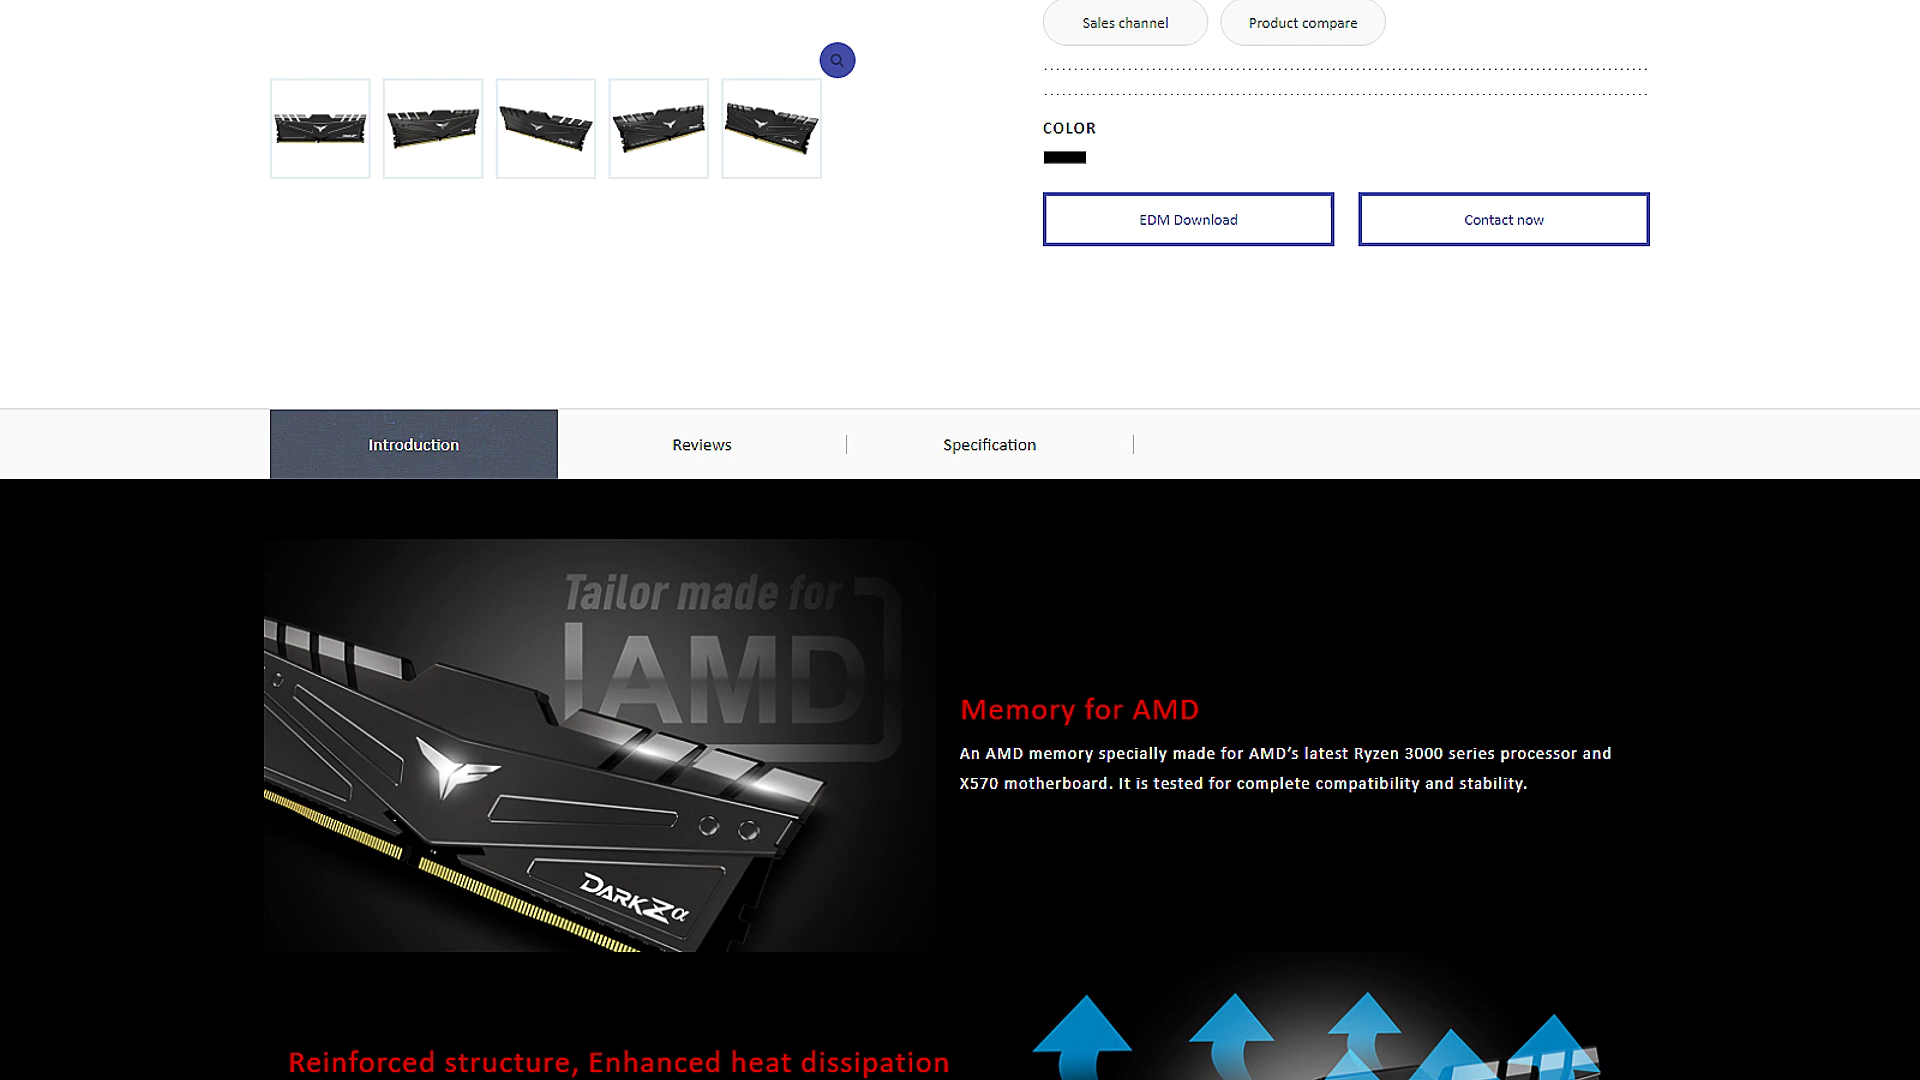 Sales channel
Product compare
COLOR
EDM Download
Contact now
Introduction
Reviews
Specification
Tailor made for
AMD
DARKZα
Memory for AMD
An AMD memory specially made for AMD’s latest Ryzen 3000 series processor and
X570 motherboard. It is tested for complete compatibility and stability.
Reinforced structure, Enhanced heat dissipation